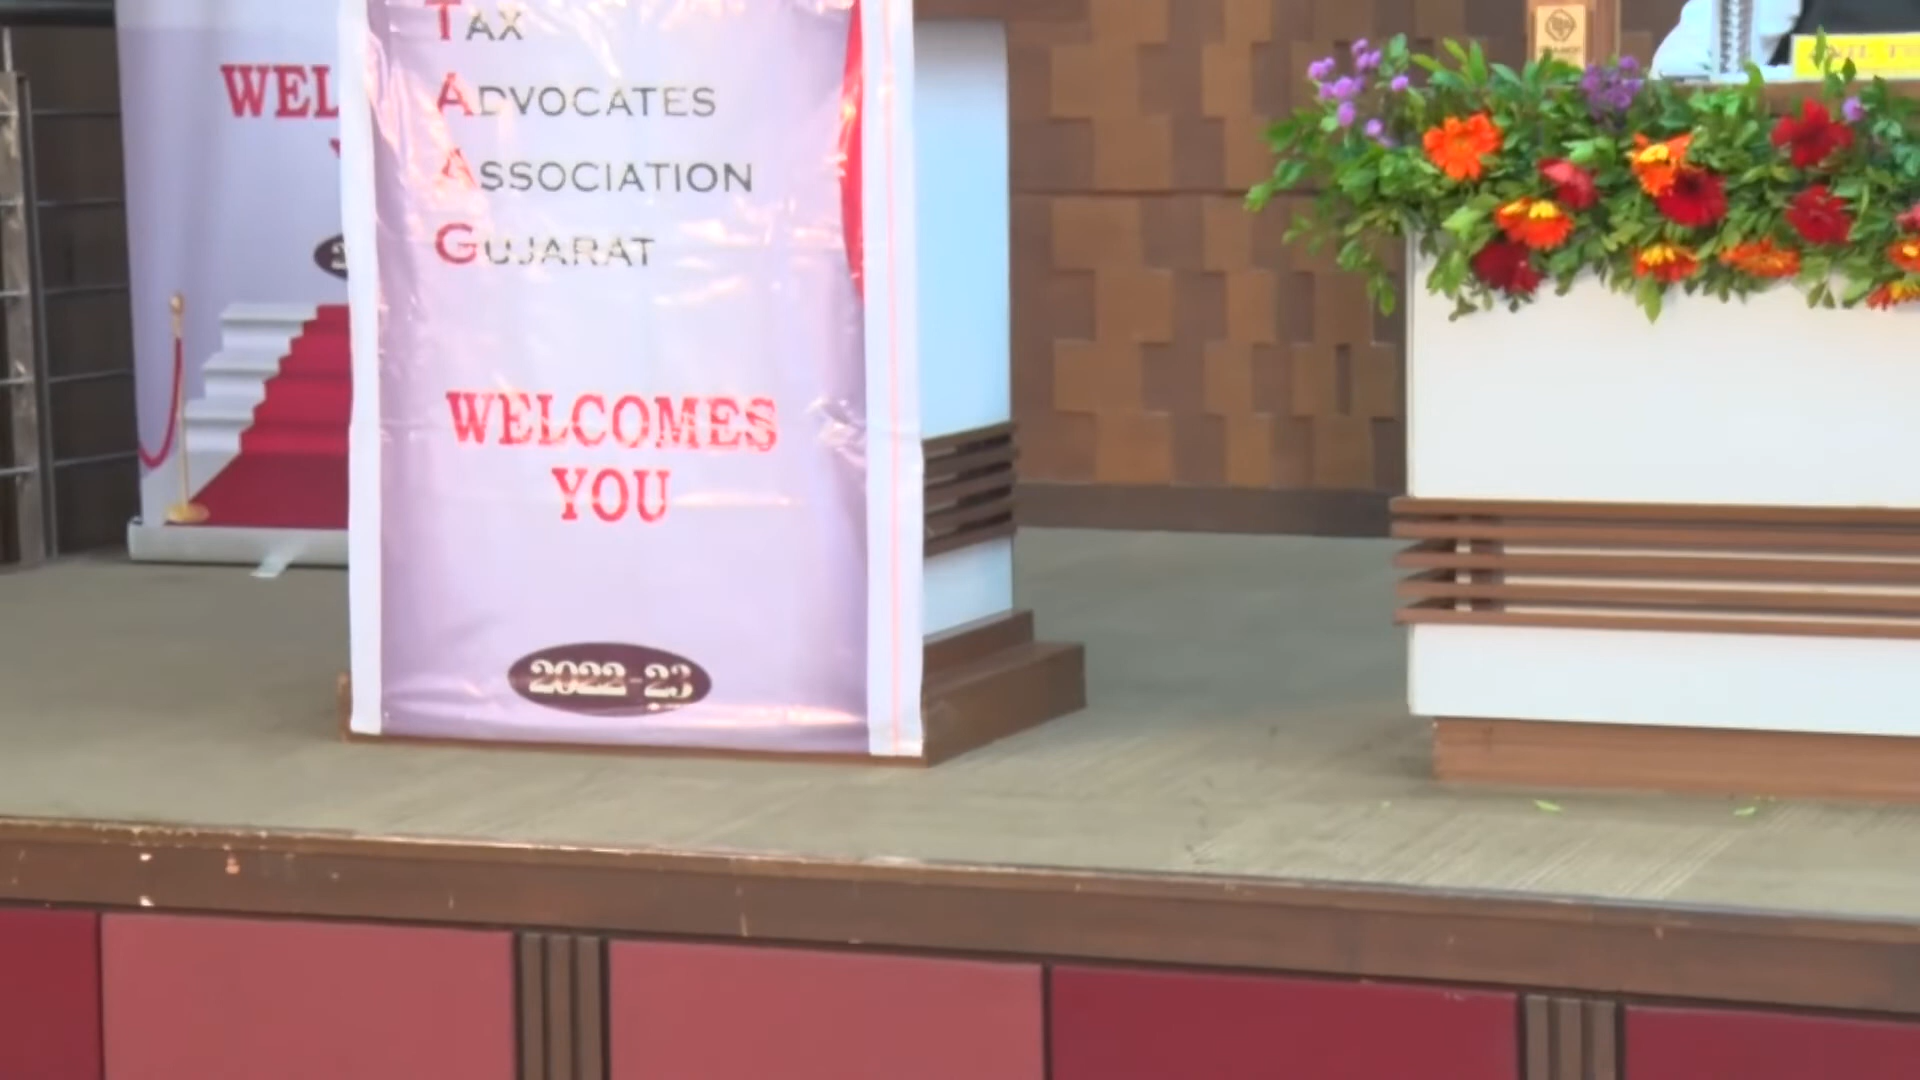 TAX
ADVOCATES
ASSOCIATION
GUJARAT
WELCOMES
YOU
2022-23
WEL